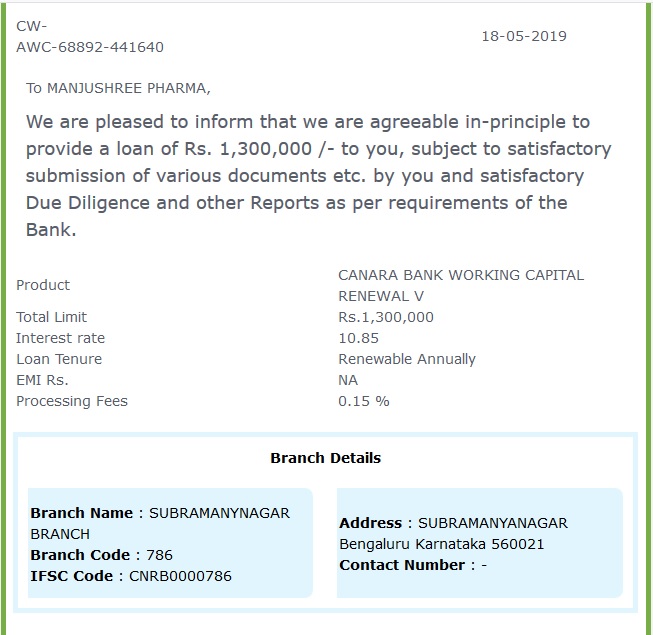 CW-
AWC-68892-441640
18-05-2019
To MANJUSHREE PHARMA,
We are pleased to inform that we are agreeable in-principle to
provide a loan of Rs. 1,300,000 /- to you, subject to satisfactory
submission of various documents etc. by you and satisfactory
Due Diligence and other Reports as per requirements of the
Bank.
Product CANARA BANK WORKING CAPITAL
RENEWAL V
Total Limit Rs.1,300,000
Interest rate 10.85
Loan Tenure Renewable Annually
EMI Rs. NA
Processing Fees 0.15 %
Branch Details
Branch Name : SUBRAMANYNAGAR
BRANCH
Branch Code : 786
IFSC Code : CNRB0000786
Address : SUBRAMANYANAGAR
Bengaluru Karnataka 560021
Contact Number : -